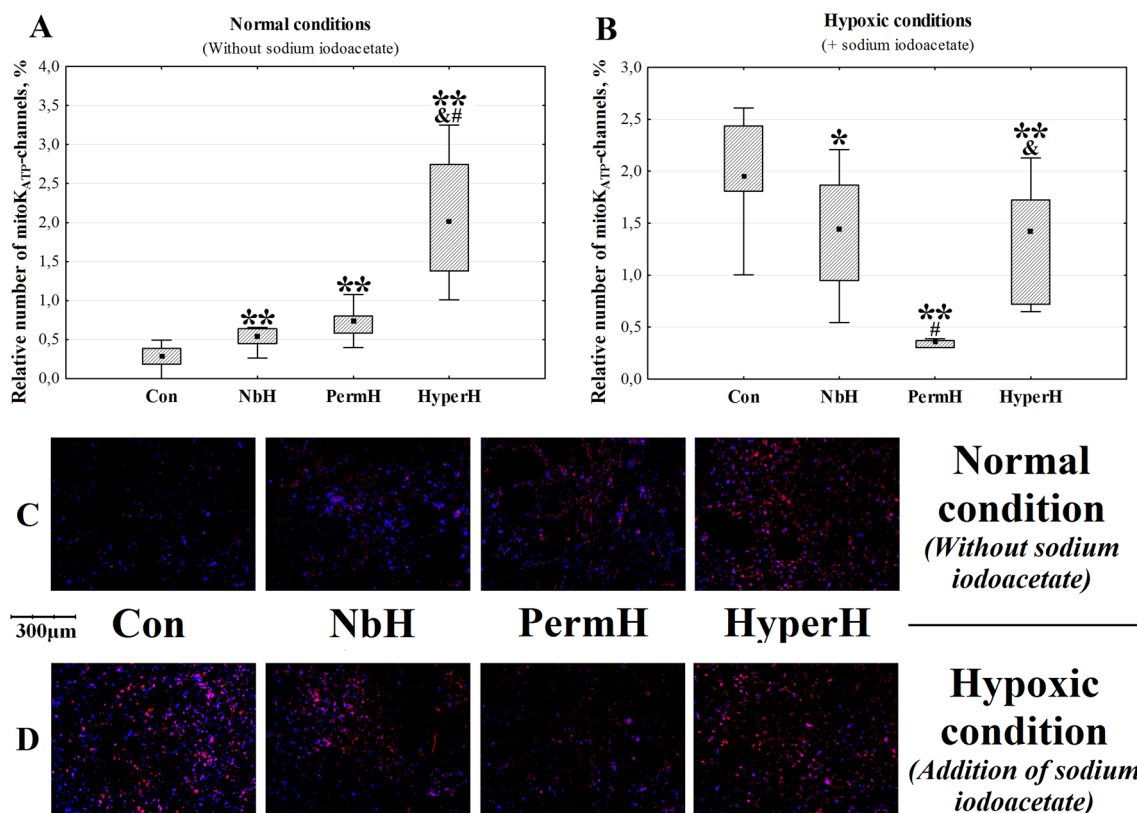 A
Normal conditions
(Without sodium iodoacetate)
Relative number of mitoK_ATP-channels, %
4,0
3,5
3,0
2,5
2,0
1,5
1,0
0,5
0,0
**
**
**
&#
Con NbH PermH HyperH
B
Hypoxic conditions
(+ sodium iodoacetate)
Relative number of mitoK_ATP-channels, %
3,0
2,5
2,0
1,5
1,0
0,5
0,0
*
**
#
**
&
Con NbH PermH HyperH
C
Normal
condition
(Without sodium
iodoacetate)
300µm
Con NbH PermH HyperH
D
Hypoxic
condition
(Addition of sodium
iodoacetate)